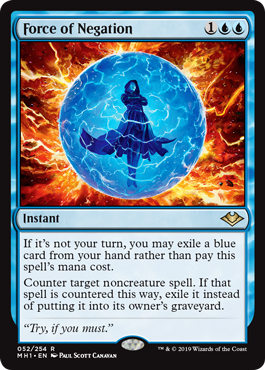 Force of Negation 1
Instant
If it's not your turn, you may exile a blue
card from your hand rather than pay this
spell's mana cost.
Counter target noncreature spell. If that
spell is countered this way, exile it instead
of putting it into its owner's graveyard.
"Try, if you must."
052/254 R
MH1 • EN PAUL SCOTT CANAVAN
™ & © 2019 Wizards of the Coast